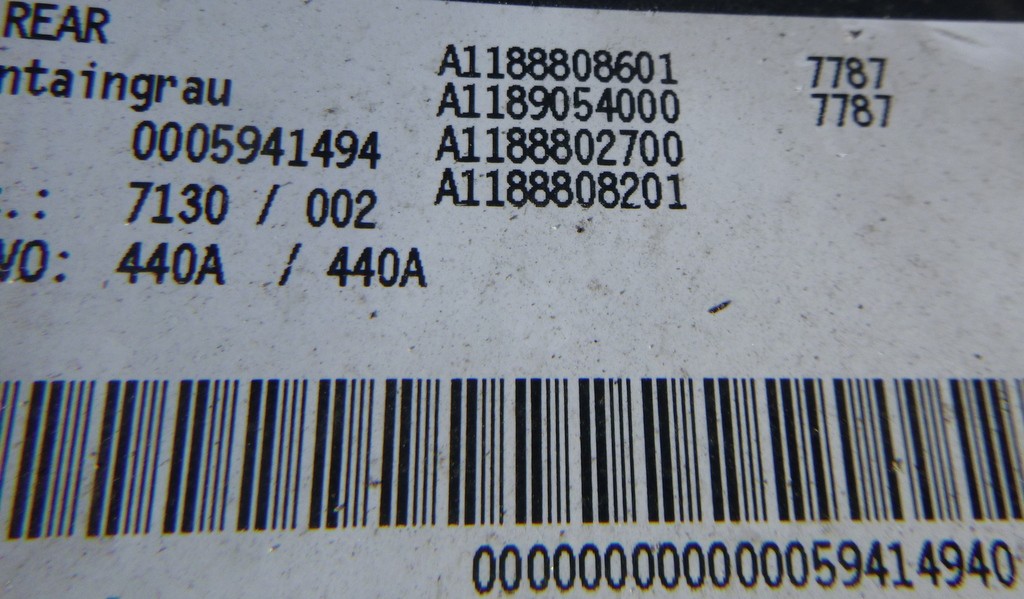 REAR
ntaingrau
0005941494
.: 7130 / 002
VO: 440A / 440A
A1188808601 7787
A1189054000 7787
A1188802700
A1188808201
0000000000000059414940